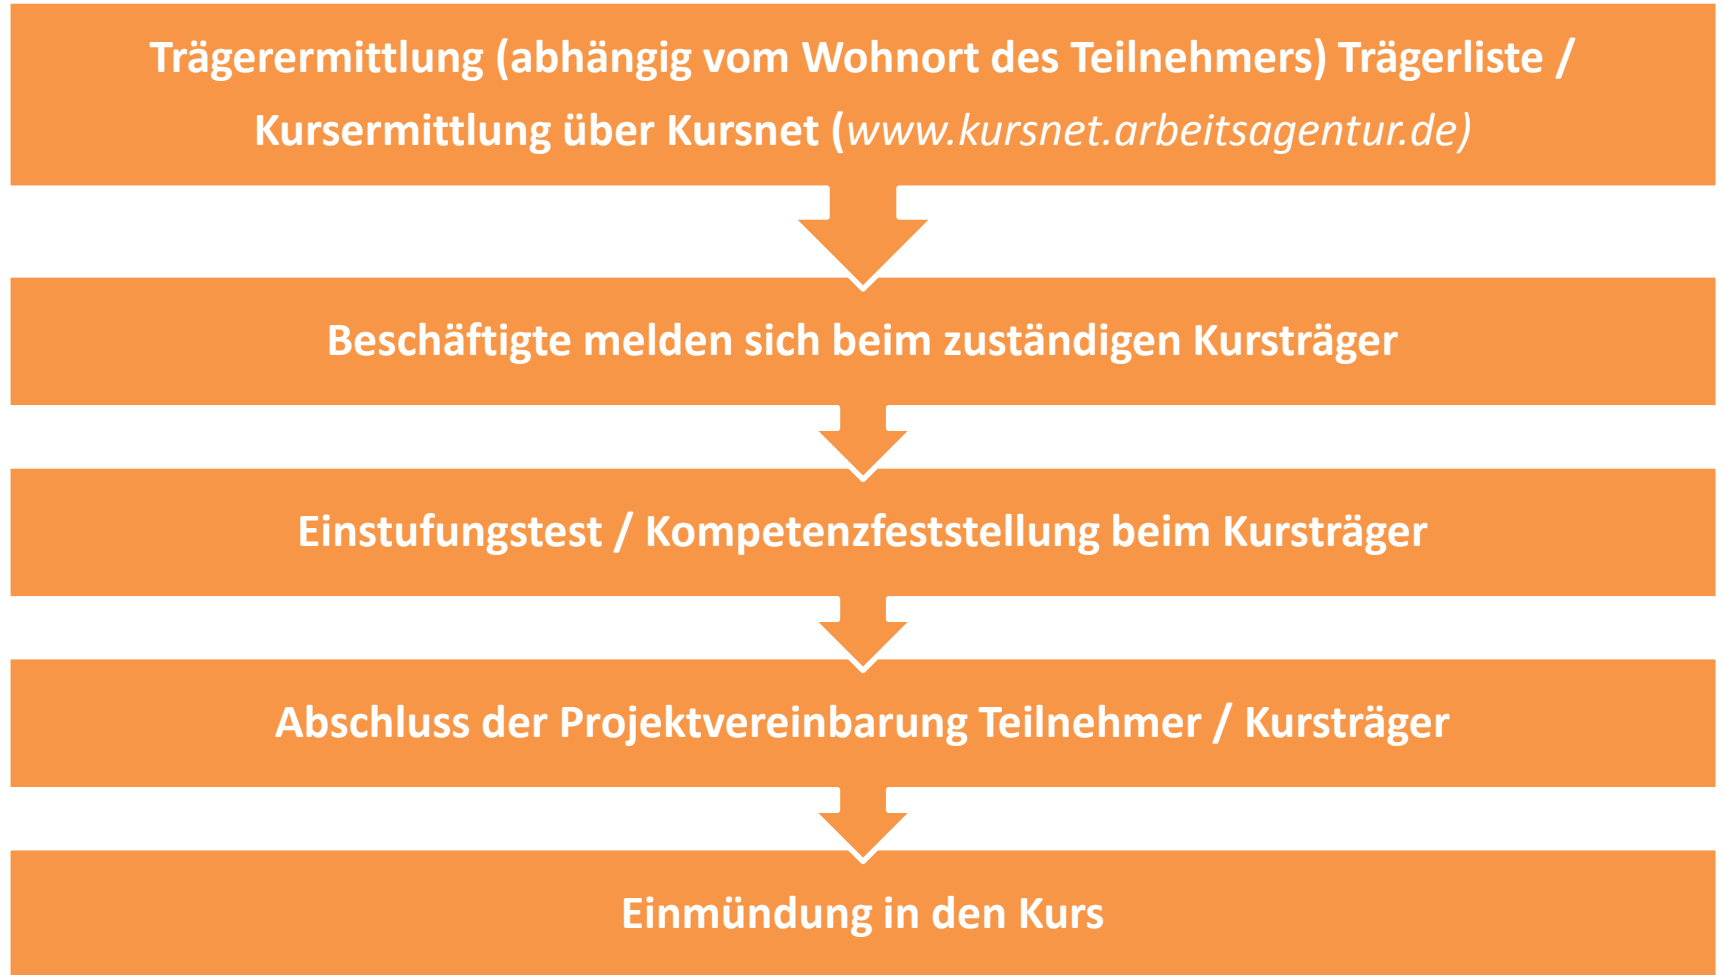 Trägerermittlung (abhängig vom Wohnort des Teilnehmers) Trägerliste /
Kursermittlung über Kursnet (www.kursnet.arbeitsagentur.de)
Beschäftigte melden sich beim zuständigen Kursträger
Einstufungstest / Kompetenzfeststellung beim Kursträger
Abschluss der Projektvereinbarung Teilnehmer / Kursträger
Einmündung in den Kurs